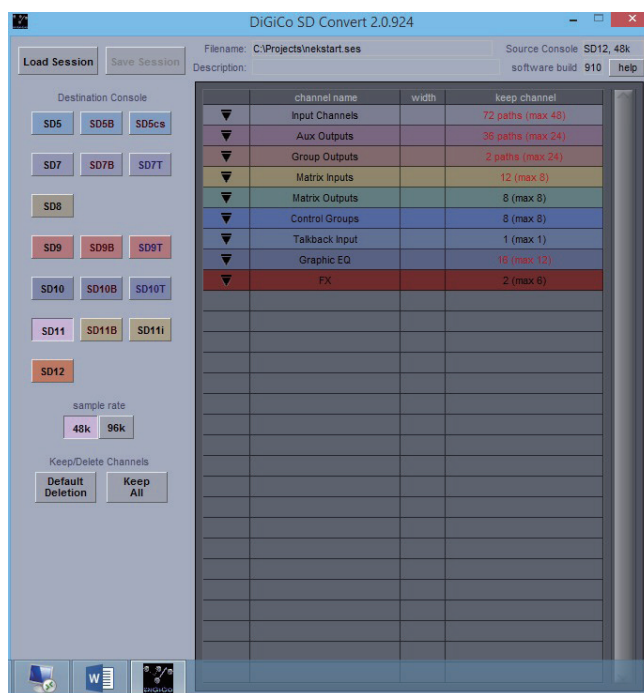 DiGiCo SD Convert 2.0.924
Load Session
Save Session
Filename: C:\Projects\nekstart.ses
Source Console SD12, 48k
Description:
software build 910 help
Destination Console
SD5 SD5B SD5cs
SD7 SD7B SD7T
SD8
SD9 SD9B SD9T
SD10 SD10B SD10T
SD11 SD11B SD11i
SD12
sample rate
48k 96k
Keep/Delete Channels
Default Deletion
Keep All
channel name width keep channel
Input Channels 72 paths (max 48)
Aux Outputs 36 paths (max 24)
Group Outputs 2 paths (max 24)
Matrix Inputs 12 (max 8)
Matrix Outputs 8 (max 8)
Control Groups 8 (max 8)
Talkback Input 1 (max 1)
Graphic EQ 16 (max 12)
FX 2 (max 6)